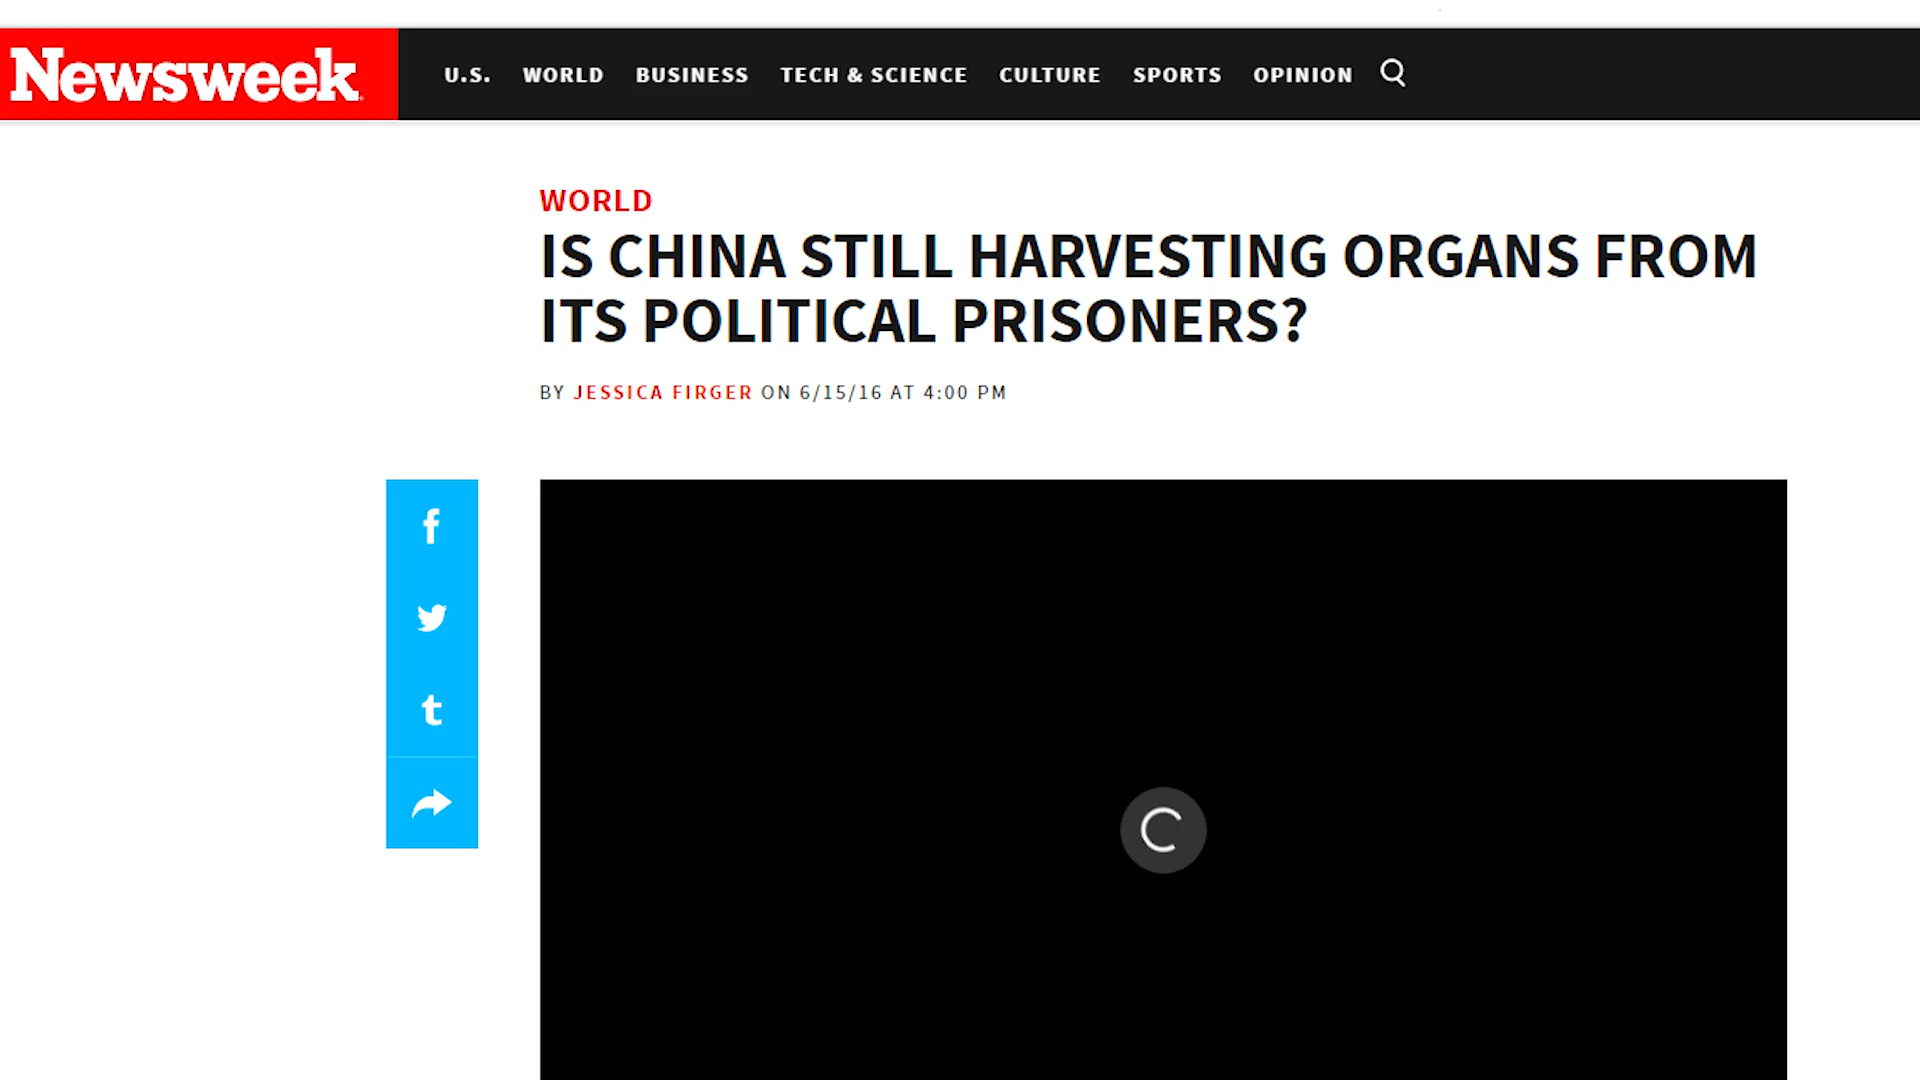 Newsweek
U.S. WORLD BUSINESS TECH & SCIENCE CULTURE SPORTS OPINION
WORLD
IS CHINA STILL HARVESTING ORGANS FROM
ITS POLITICAL PRISONERS?
BY JESSICA FIRGER ON 6/15/16 AT 4:00 PM